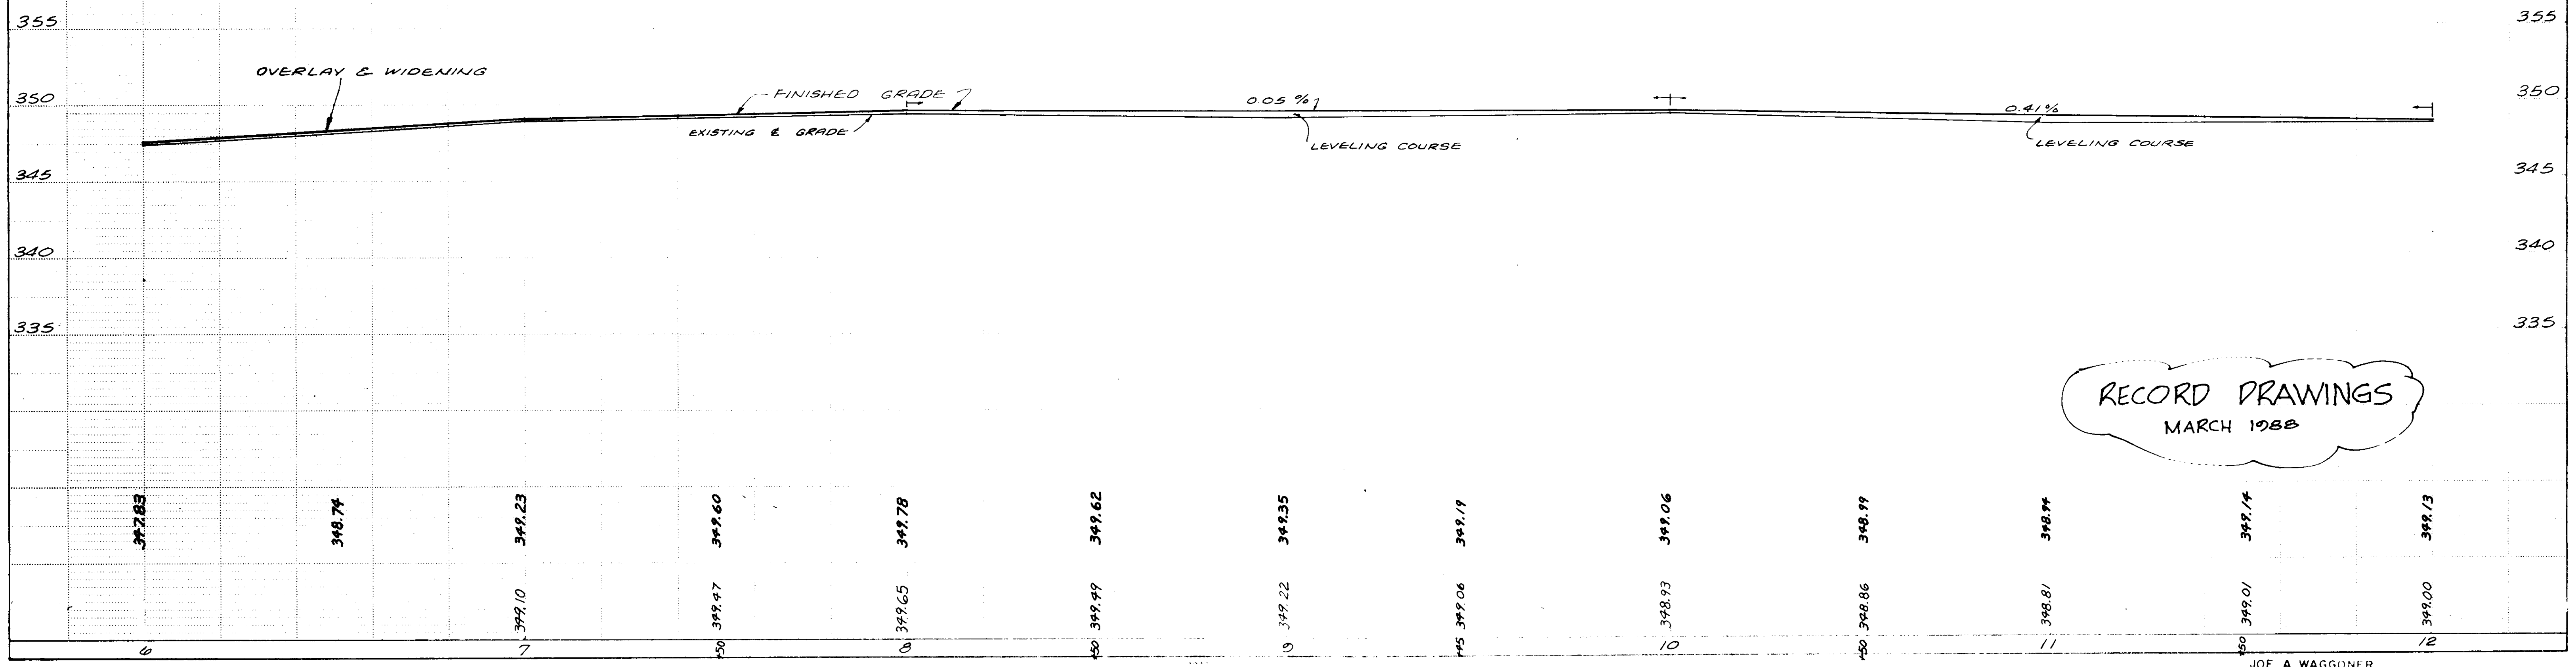 355 355
OVERLAY & WIDENING
350 FINISHED GRADE 0.05 % 0.41% 350
EXISTING ℄ GRADE LEVELING COURSE LEVELING COURSE
345 345
340 340
335 335
RECORD DRAWINGS
MARCH 1988
347.83 348.74 349.23 349.60 349.78 349.62 349.35 349.19 349.06 348.99 348.94 349.14 349.13
349.10 349.47 349.65 349.49 349.22 349.06 348.93 348.86 348.81 349.01 349.00
6 7 +50 8 +50 9 +45 10 +50 11 +50 12
JOE A WAGGONER